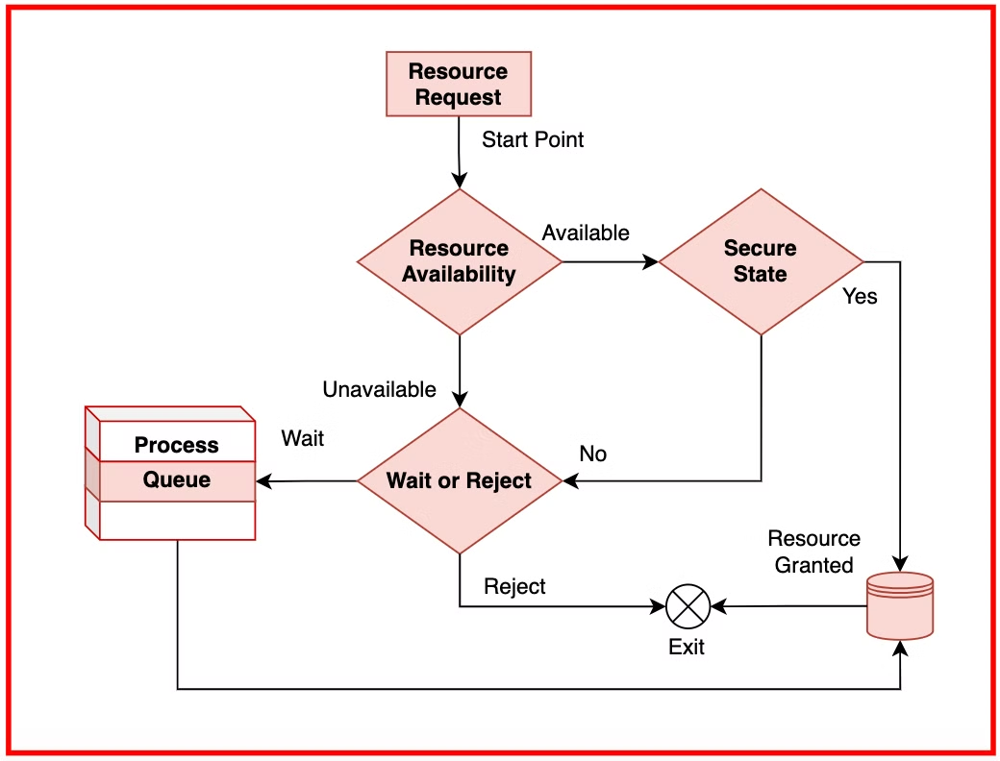 Resource
Request
Start Point
Resource
Availability
Available
Secure
State
Yes
Unavailable
Wait or Reject
No
Wait
Process
Queue
Reject
Exit
Resource
Granted